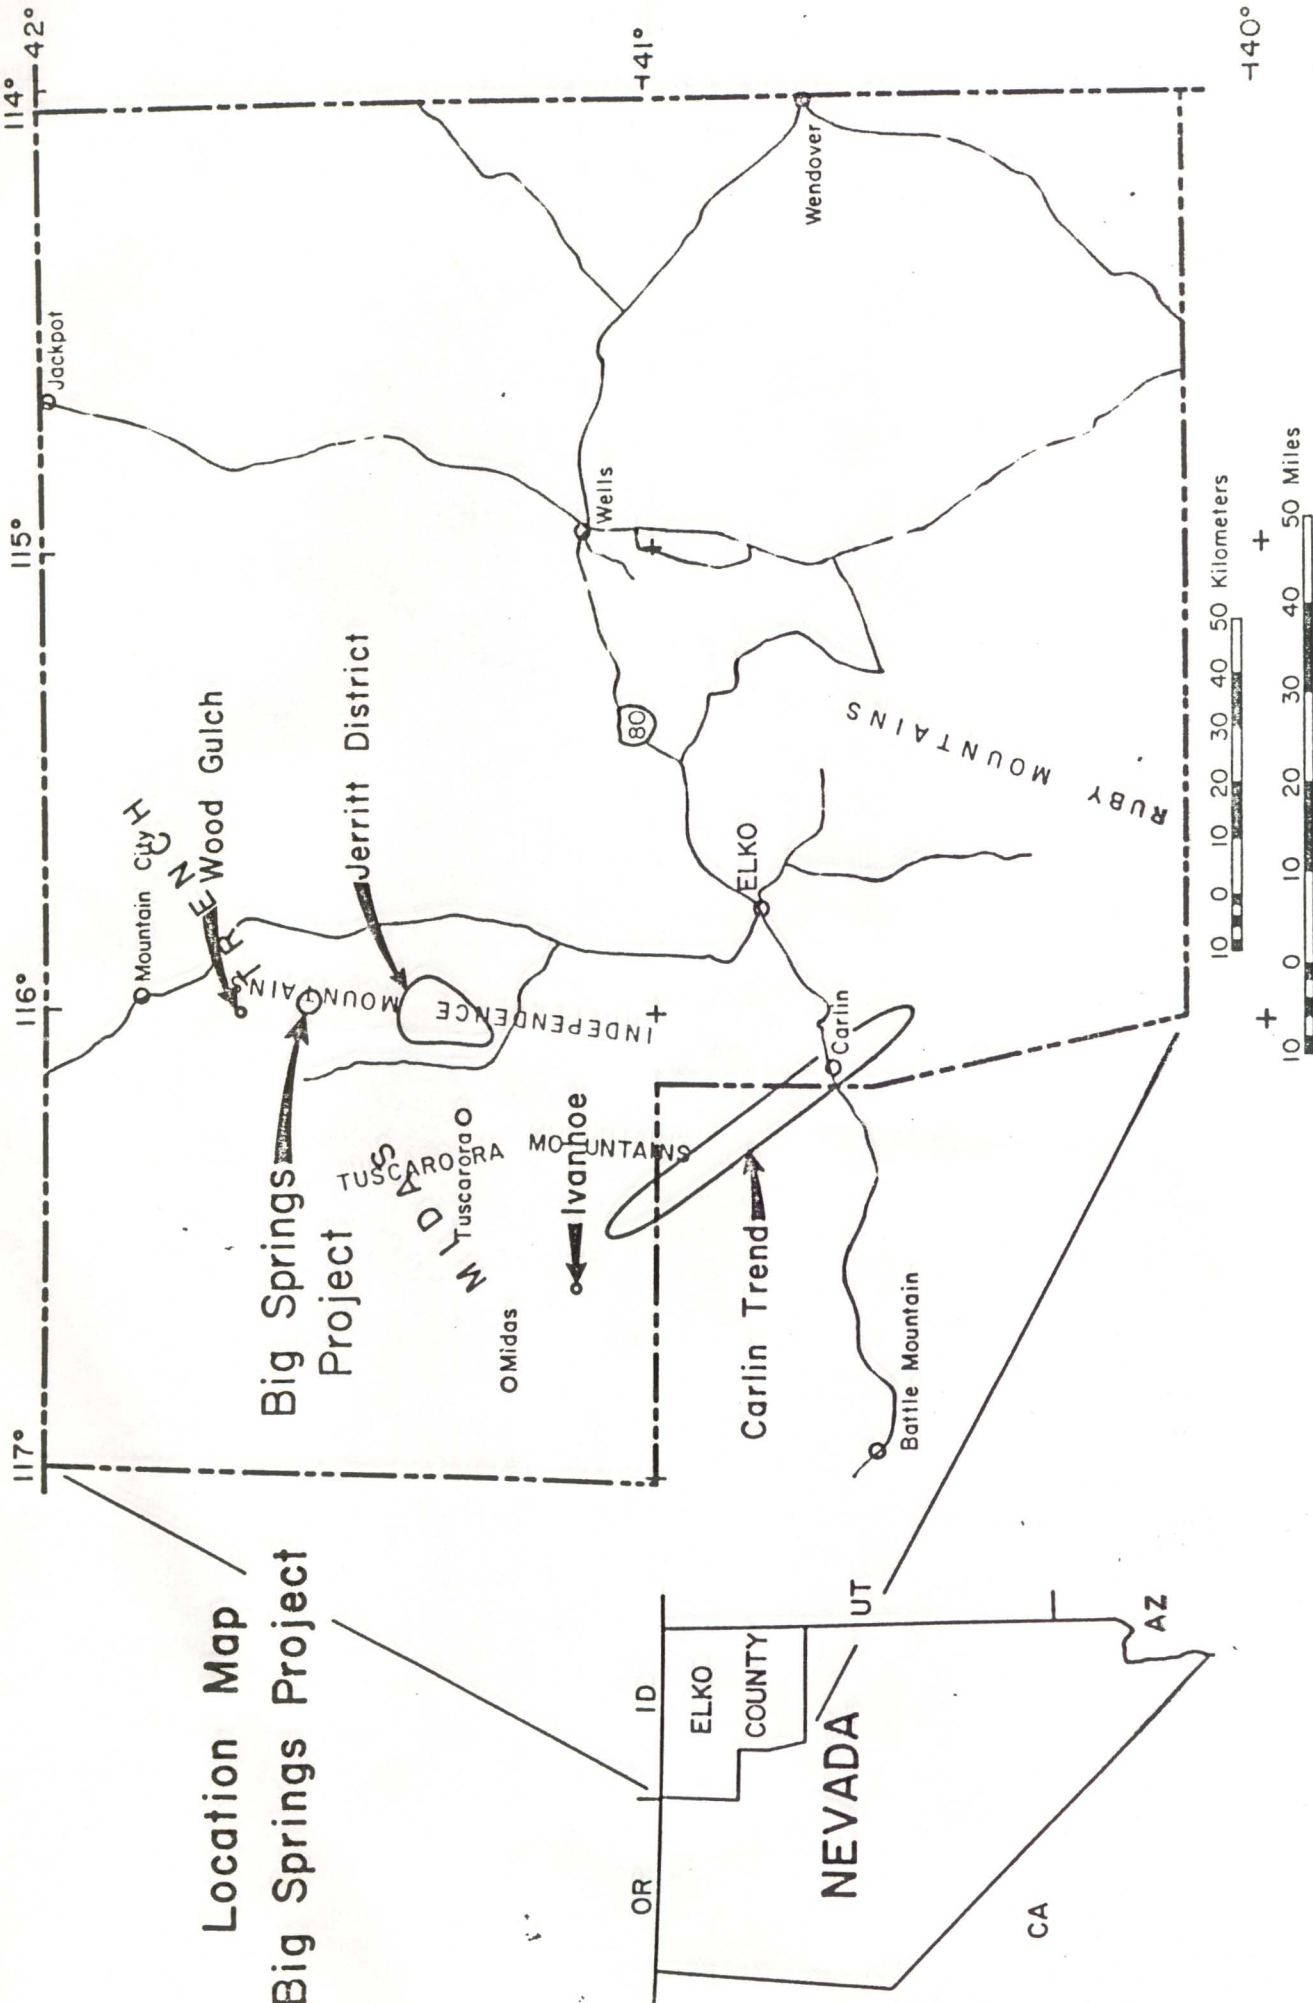 Location Map
Big Springs Project
117°
116°
115°
114°
42°
41°
40°
Jackpot
Mountain City
Wood Gulch
Jerritt District
Big Springs
Project
INDEPENDENCE MOUNTAINS
MIDAS TRENCH
TUSCARORA MOUNTAINS
Tuscarora
Ivanhoe
Midas
Wells
80
Wendover
ELKO
Carlin
Carlin Trend
Battle Mountain
RUBY MOUNTAINS
OR
ID
ELKO
COUNTY
UT
NEVADA
CA
AZ
10 0 10 20 30 40 50 Kilometers
10 0 10 20 30 40 50 Miles